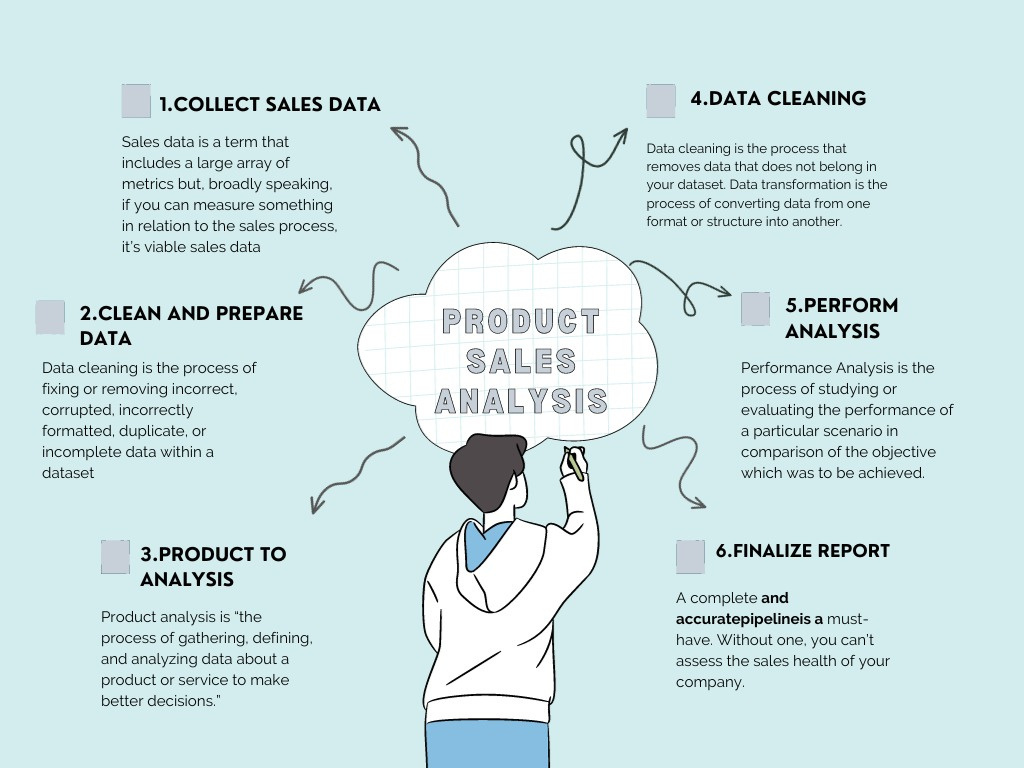 1.COLLECT SALES DATA
Sales data is a term that
includes a large array of
metrics but, broadly speaking,
if you can measure something
in relation to the sales process,
it's viable sales data
2.CLEAN AND PREPARE
DATA
Data cleaning is the process of
fixing or removing incorrect,
corrupted, incorrectly
formatted, duplicate, or
incomplete data within a
dataset
3.PRODUCT TO
ANALYSIS
Product analysis is “the
process of gathering, defining,
and analyzing data about a
product or service to make
better decisions.”
PRODUCT
SALES
ANALYSIS
4.DATA CLEANING
Data cleaning is the process that
removes data that does not belong in
your dataset. Data transformation is the
process of converting data from one
format or structure into another.
5.PERFORM
ANALYSIS
Performance Analysis is the
process of studying or
evaluating the performance of
a particular scenario in
comparison of the objective
which was to be achieved.
6.FINALIZE REPORT
A complete and
accuratepipelineis a must-
have. Without one, you can't
assess the sales health of your
company.